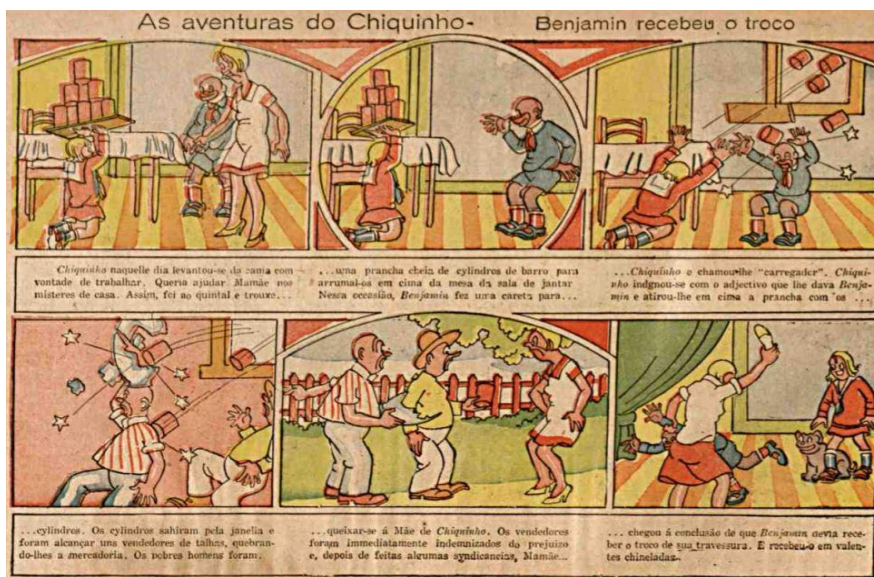 As aventuras do Chiquinho- Benjamin recebeu o troco
Chiquinho naquelle dia levantou-se da cama com
vontade de trabalhar. Queria ajudar Mamãe nos
misteres de casa. Assim, foi ao quintal e trouxe...
...uma prancha cheia de cylindros de barro para
arrumal-os em cima da mesa da sala de jantar
Nesca occasião, Benjamin fez uma careta para...
...Chiquinho e chamou-lhe "carregador". Chiqui-
nho indgnou-se com o adjectivo que lhe dava Benja-
min e atirou-lhe em cima a prancha com os ...
...cylindros. Os cylindros sahiram pela janella e
foram alcançar uns vendedores de talhas, quebran-
do-lhes a mercadoria. Os pobres homens foram.
...queixar-se á Mãe de Chiquinho. Os vendedores
foram immediatamente indemnizados do prejuizo
e, depois de feitas algumas syndicancias, Mamãe...
... chegou á conclusão de que Benjamin devia rece-
ber o troco de sua travessura. E recebeu-o em valen-
tes chineladas.